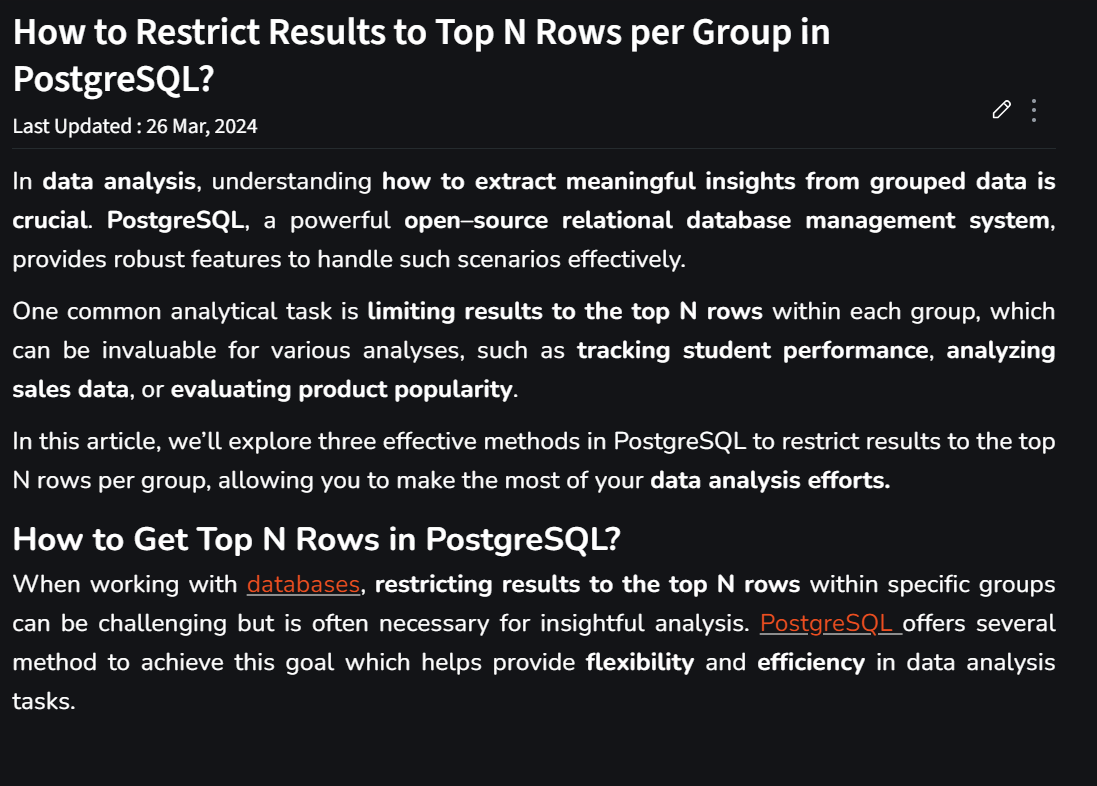 How to Restrict Results to Top N Rows per Group in
PostgreSQL?
Last Updated : 26 Mar, 2024
In data analysis, understanding how to extract meaningful insights from grouped data is
crucial. PostgreSQL, a powerful open–source relational database management system,
provides robust features to handle such scenarios effectively.
One common analytical task is limiting results to the top N rows within each group, which
can be invaluable for various analyses, such as tracking student performance, analyzing
sales data, or evaluating product popularity.
In this article, we’ll explore three effective methods in PostgreSQL to restrict results to the top
N rows per group, allowing you to make the most of your data analysis efforts.
How to Get Top N Rows in PostgreSQL?
When working with databases, restricting results to the top N rows within specific groups
can be challenging but is often necessary for insightful analysis. PostgreSQL offers several
method to achieve this goal which helps provide flexibility and efficiency in data analysis
tasks.